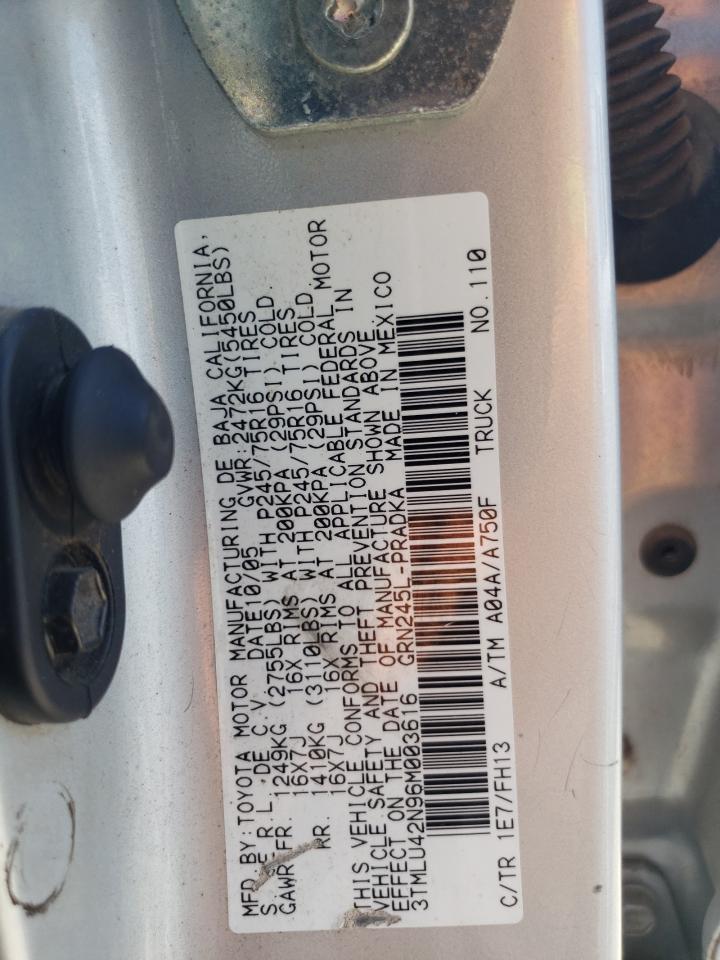 MFD BY: TOYOTA MOTOR MANUFACTURING DE BAJA CALIFORNIA,
S. DE R.L. DE C.V. DATE 10/05 GVWR: 2472KG(5450LBS)
GAWR FR. 1249KG (2755LBS) WITH P245/75R16 TIRES
16X7J 16X RIMS AT 200KPA (29PSI) COLD
RR. 1410KG (3110LBS) WITH P245/75R16 TIRES
16X7J 16X RIMS AT 200KPA (29PSI) COLD
THIS VEHICLE CONFORMS TO ALL APPLICABLE FEDERAL MOTOR
VEHICLE SAFETY AND THEFT PREVENTION STANDARDS IN
EFFECT ON THE DATE OF MANUFACTURE SHOWN ABOVE.
3TMLU42N96M003616 GRN245L-PRADKA MADE IN MEXICO
C/TR 1E7/FH13 A/TM A04A/A750F TRUCK NO.110